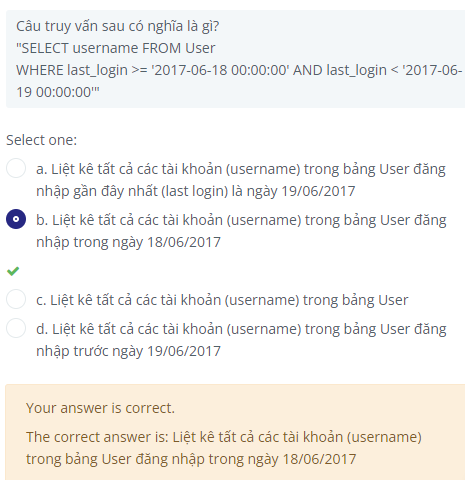 Câu truy vấn sau có nghĩa là gì?
"SELECT username FROM User
WHERE last_login >= '2017-06-18 00:00:00' AND last_login < '2017-06-
19 00:00:00'"
Select one:
a. Liệt kê tất cả các tài khoản (username) trong bảng User đăng
nhập gần đây nhất (last login) là ngày 19/06/2017
b. Liệt kê tất cả các tài khoản (username) trong bảng User đăng
nhập trong ngày 18/06/2017
c. Liệt kê tất cả các tài khoản (username) trong bảng User
d. Liệt kê tất cả các tài khoản (username) trong bảng User đăng
nhập trước ngày 19/06/2017
Your answer is correct.
The correct answer is: Liệt kê tất cả các tài khoản (username)
trong bảng User đăng nhập trong ngày 18/06/2017